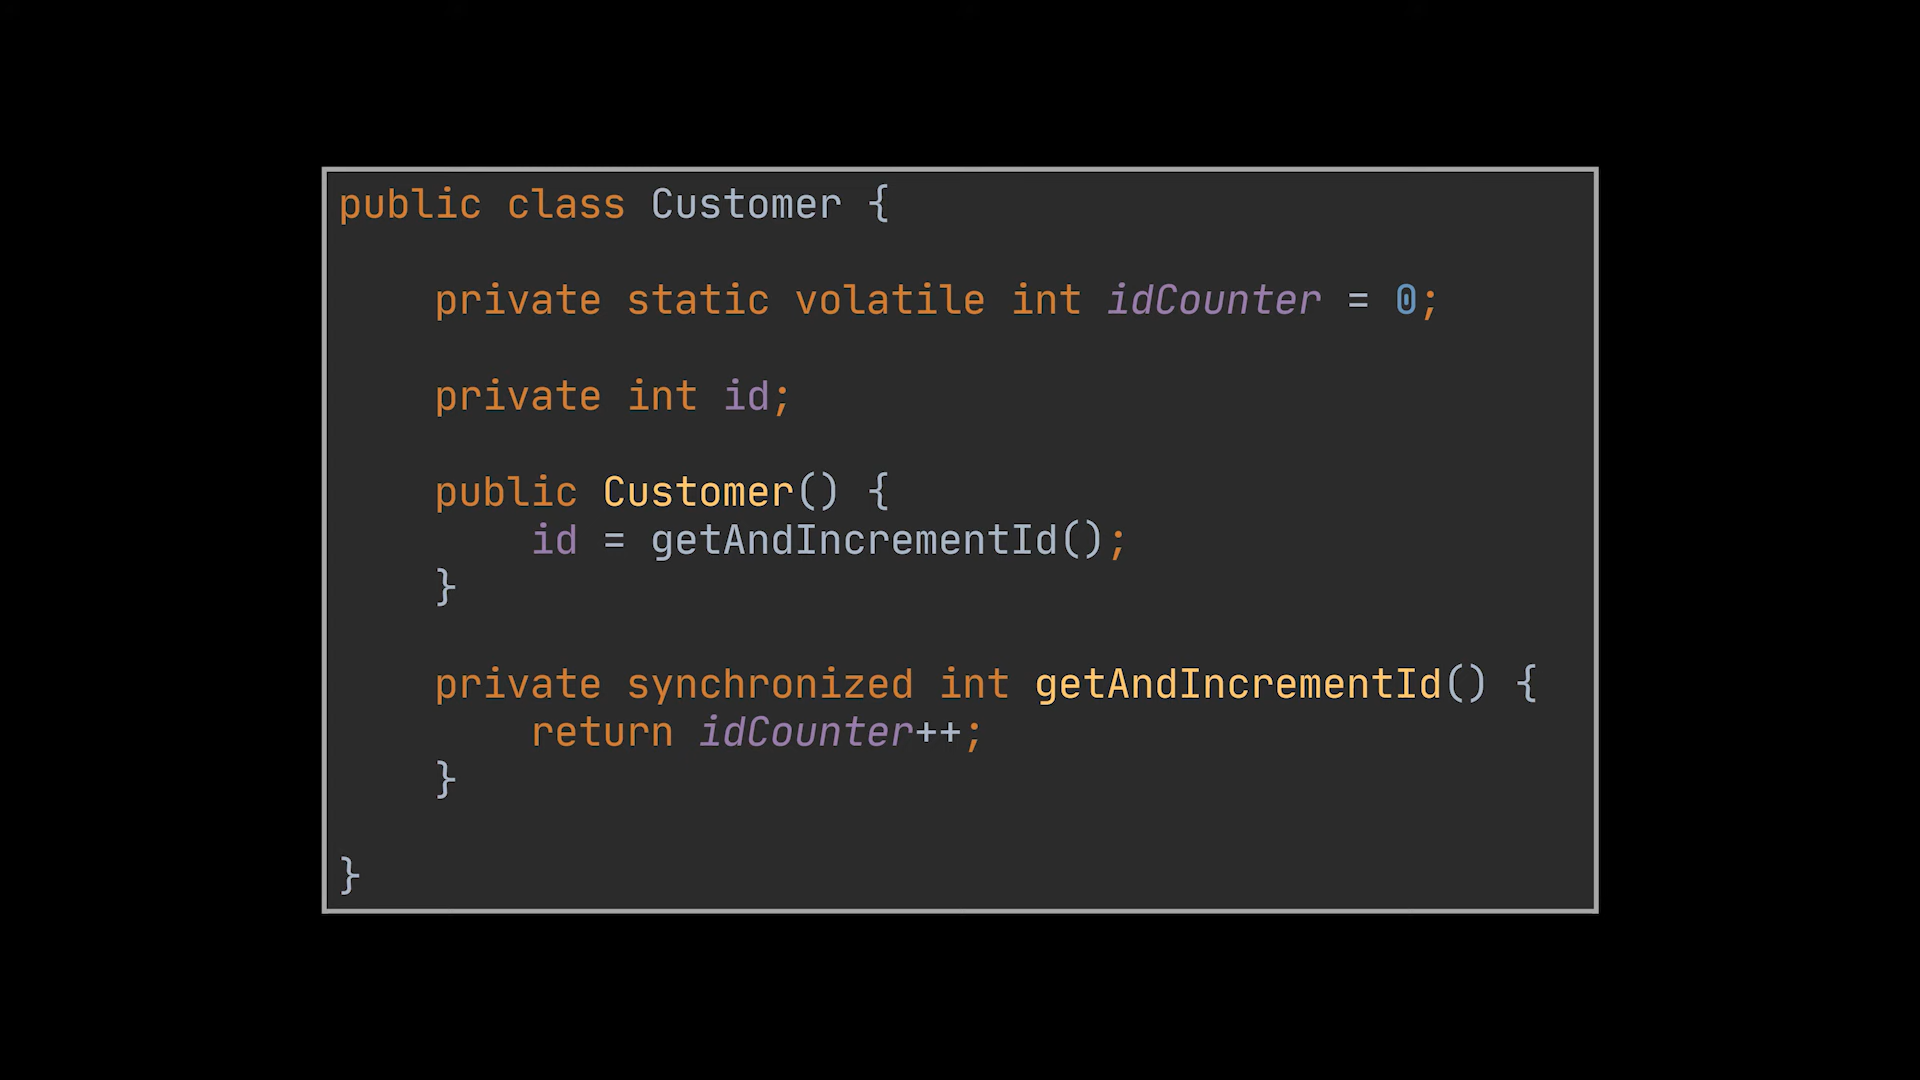 public class Customer {
    private static volatile int idCounter = 0;
    private int id;
    public Customer() {
        id = getAndIncrementId();
    }
    private synchronized int getAndIncrementId() {
        return idCounter++;
    }
}